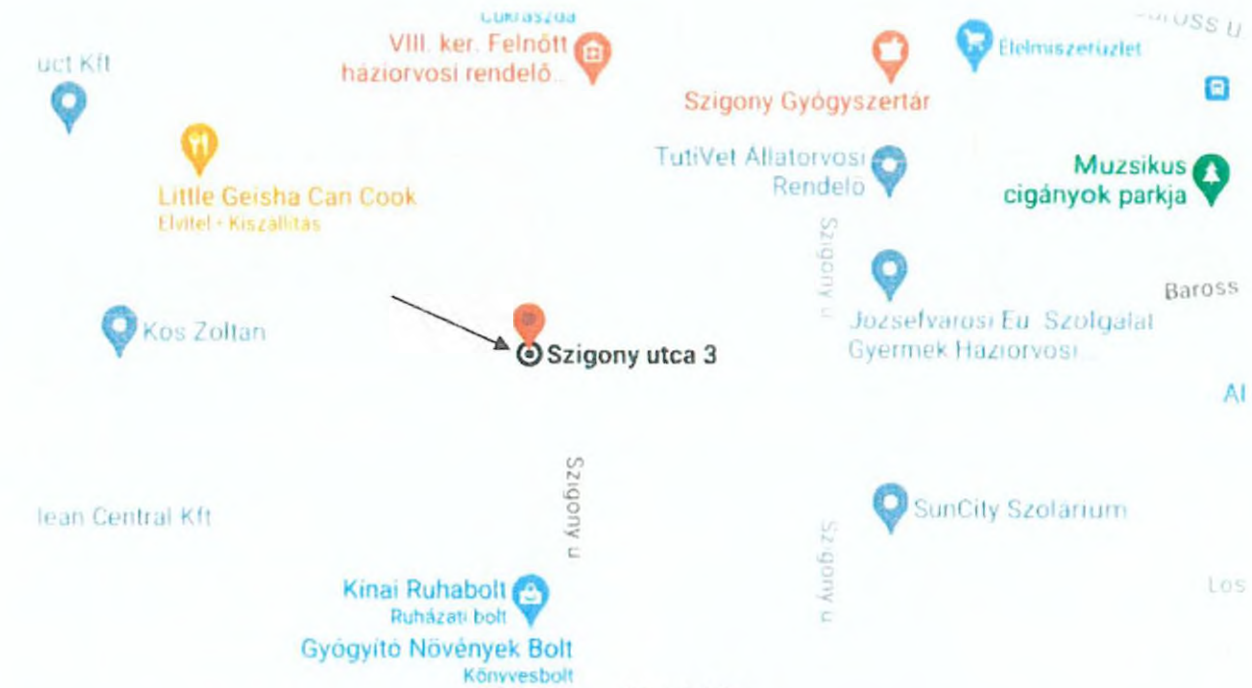 Cukrászda
VIII. ker. Felnőtt
háziorvosi rendelő...
uct Kft
Szigony Gyógyszertár
Élelmiszerüzlet
TutiVet Állatorvosi
Rendelő
Muzsikus
cigányok parkja
Little Geisha Can Cook
Elvitel • Kiszállítás
Szigony u
Baross
Kos Zoltan
Józsefvárosi Eü. Szolgálat
Gyermek Háziorvosi...
Szigony utca 3
Al
Szigony u
lean Central Kft
SunCity Szolárium
Szigony u
Los
Kínai Ruhabolt
Ruházati bolt
Gyógyító Növények Bolt
Könyvesbolt